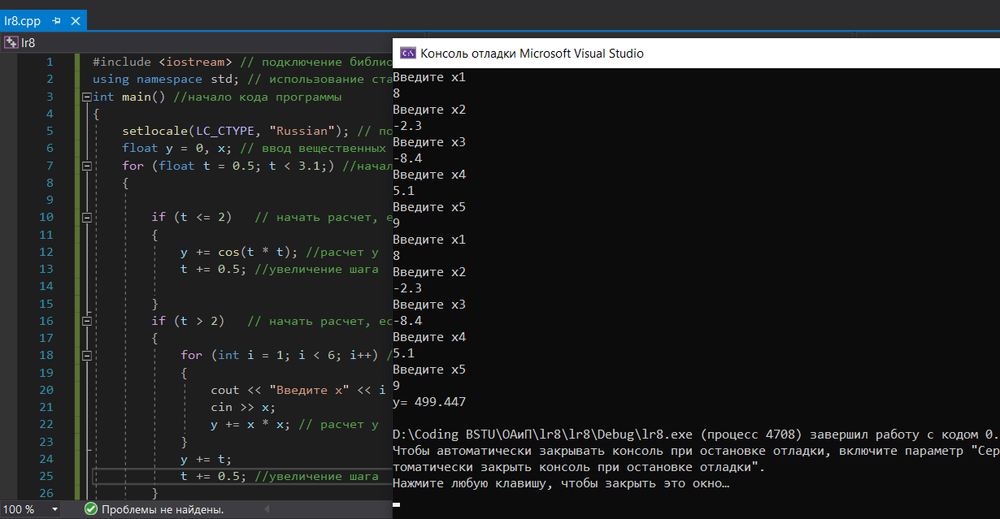 lr8.cpp
lr8
1 #include <iostream> // подключение библио
2 using namespace std; // использование ста
3 int main() //начало кода программы
4 {
5 setlocale(LC_CTYPE, "Russian"); // по
6 float y = 0, x; // ввод вещественных
7 for (float t = 0.5; t < 3.1;) //начал
8 {
9
10 if (t <= 2) // начать расчет, е
11 {
12 y += cos(t * t); //расчет y
13 t += 0.5; //увеличение шага
14
15 }
16 if (t > 2) // начать расчет, ес
17 {
18 for (int i = 1; i < 6; i++) /
19 {
20 cout << "Введите x" << i
21 cin >> x;
22 y += x * x; // расчет y
23 }
24 y += t;
25 t += 0.5; //увеличение шага
26 }
100 %
Проблемы не найдены.
C:\ Консоль отладки Microsoft Visual Studio
Введите x1
8
Введите x2
-2.3
Введите x3
-8.4
Введите x4
5.1
Введите x5
9
Введите x1
8
Введите x2
-2.3
Введите x3
-8.4
Введите x4
5.1
Введите x5
9
y= 499.447
D:\Coding BSTU\ОАиП\lr8\lr8\Debug\lr8.exe (процесс 4708) завершил работу с кодом 0.
Чтобы автоматически закрывать консоль при остановке отладки, включите параметр "Сер
томатически закрыть консоль при остановке отладки".
Нажмите любую клавишу, чтобы закрыть это окно…